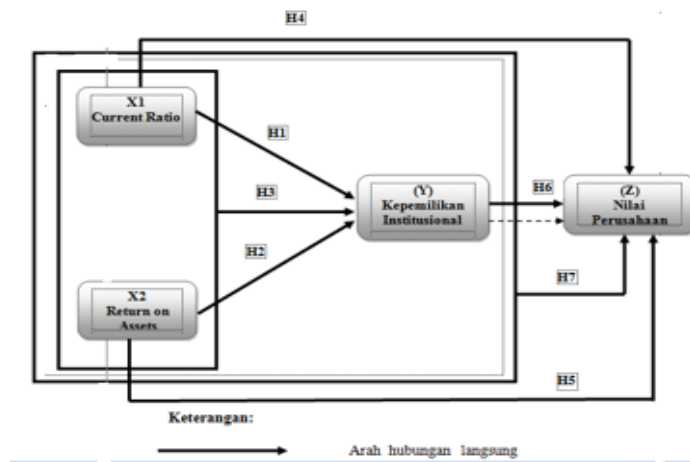 H4
X1
Current Ratio
H1
H3
(Y)
Kepemilikan
Institusional
H6
(Z)
Nilai
Perusahaan
H2
H7
X2
Return on
Assets
H5
Keterangan:
Arah hubungan langsung